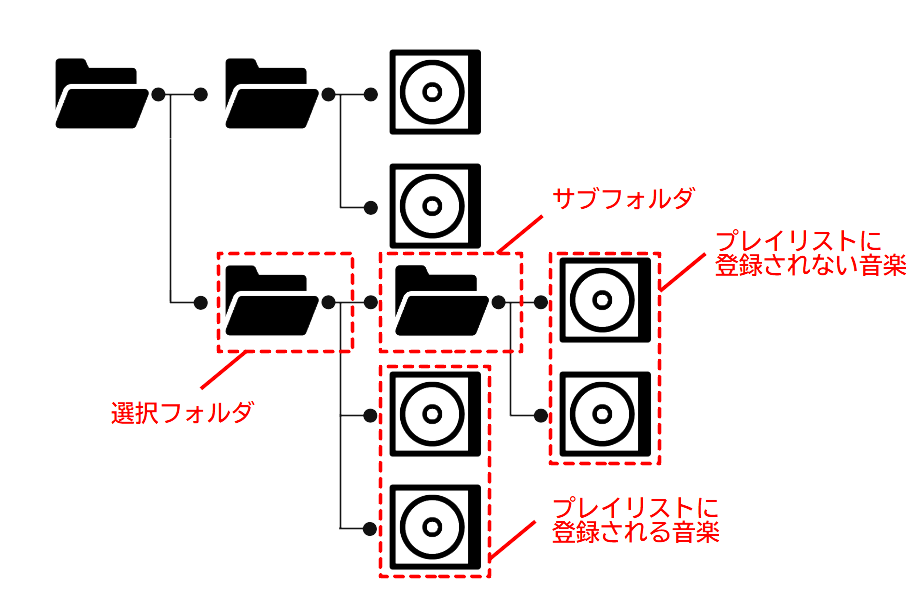 サブフォルダ
プレイリストに
登録されない音楽
選択フォルダ
プレイリストに
登録される音楽